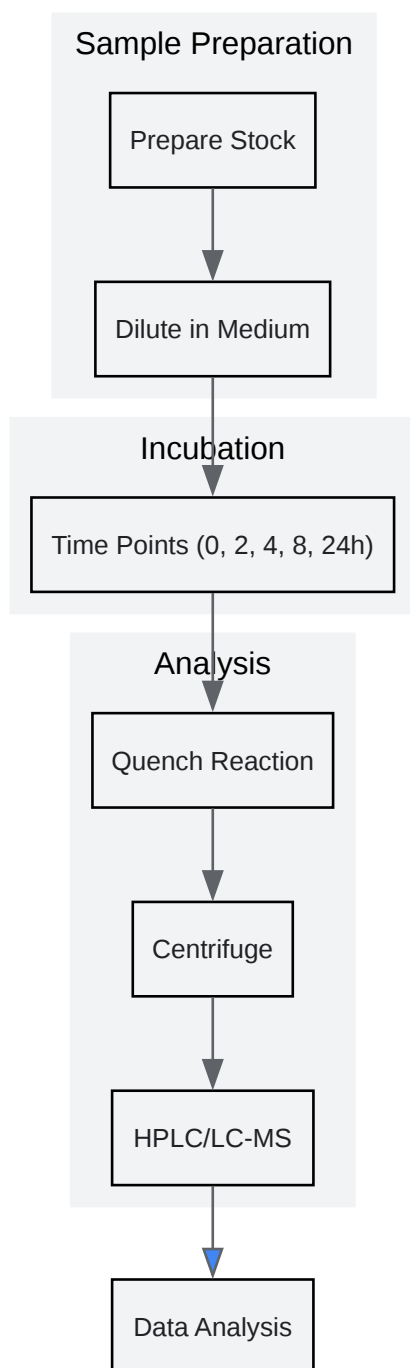 Sample Preparation
Prepare Stock
Dilute in Medium
Incubation
Time Points (0, 2, 4, 8, 24h)
Analysis
Quench Reaction
Centrifuge
HPLC/LC-MS
Data Analysis